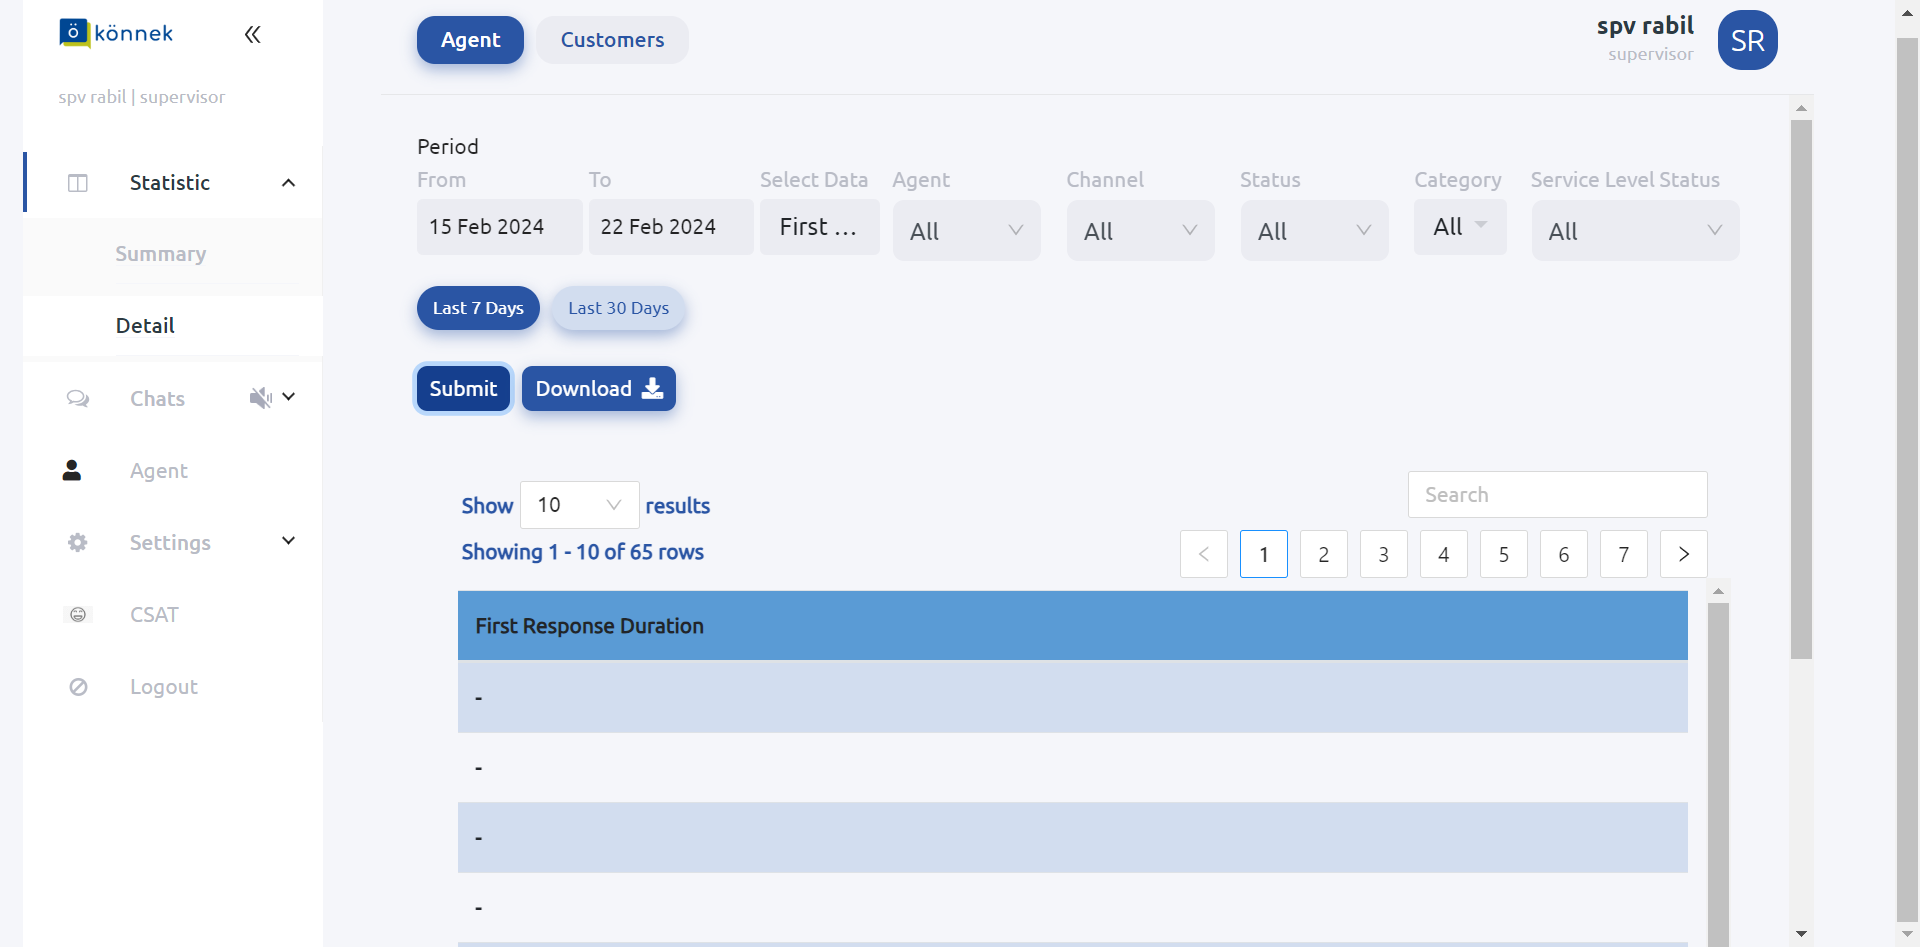 ö könnek
spv rabil | supervisor
Statistic
Summary
Detail
Chats
Agent
Settings
CSAT
Logout
Agent
Customers
spv rabil
supervisor
SR
Period
From To Select Data Agent Channel Status Category Service Level Status
15 Feb 2024 22 Feb 2024 First ... All All All All All
Last 7 Days Last 30 Days
Submit Download
Search
Show 10 results
Showing 1 - 10 of 65 rows
< 1 2 3 4 5 6 7 >
First Response Duration
-
-
-
-